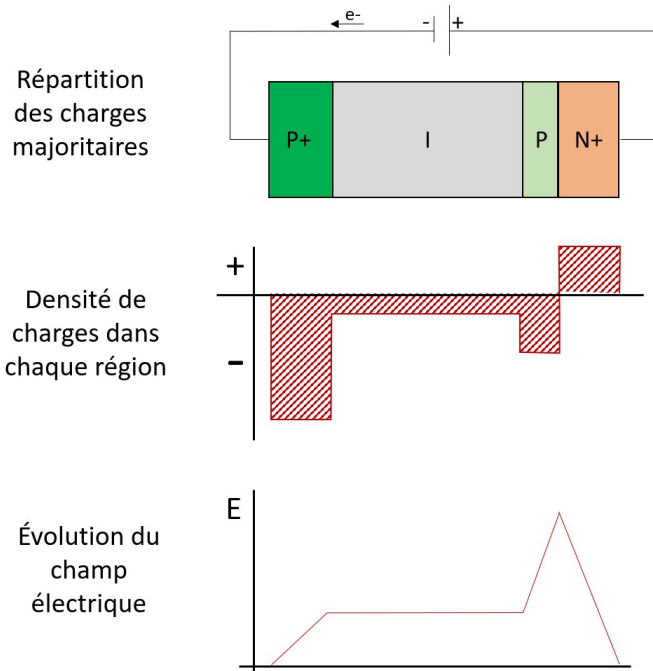 e-
- +
Répartition
des charges
majoritaires
P+ I P N+
+
Densité de
charges dans
chaque région
-
E
Évolution du
champ
électrique